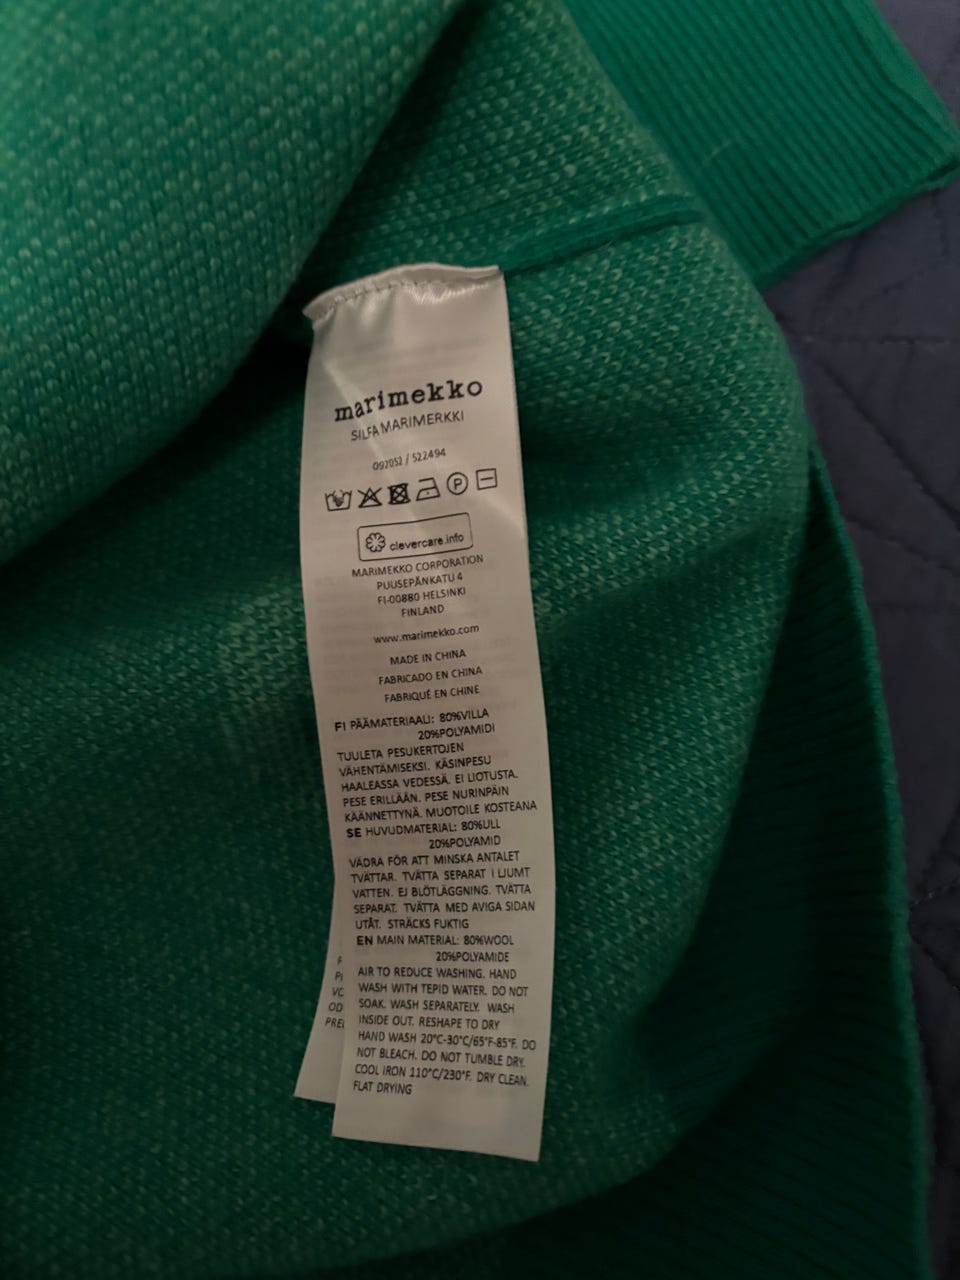 marimekko
SILFA MARIMERKKI
092052 / 522494
P
clevercare.info
MARIMEKKO CORPORATION
PUUSEPÄNKATU 4
FI-00880 HELSINKI
FINLAND
www.marimekko.com
MADE IN CHINA
FABRICADO EN CHINA
FABRIQUÉ EN CHINE
FI PÄÄMATERIAALI: 80%VILLA
20%POLYAMIDI
TUULETA PESUKERTOJEN
VÄHENTÄMISEKSI. KÄSINPESU
HAALEASSA VEDESSÄ. EI LIOTUSTA.
PESE ERILLÄÄN. PESE NURINPÄIN
KÄÄNNETTYNÄ. MUOTOILE KOSTEANA
SE HUVUDMATERIAL: 80%ULL
20%POLYAMID
VÄDRA FÖR ATT MINSKA ANTALET
TVÄTTAR. TVÄTTA SEPARAT I LJUMT
VATTEN. EJ BLÖTLÄGGNING. TVÄTTA
SEPARAT. TVÄTTA MED AVIGA SIDAN
UTÅT. STRÄCKS FUKTIG
EN MAIN MATERIAL: 80%WOOL
20%POLYAMIDE
AIR TO REDUCE WASHING. HAND
WASH WITH TEPID WATER. DO NOT
SOAK. WASH SEPARATELY. WASH
INSIDE OUT. RESHAPE TO DRY
HAND WASH 20°C-30°C/65°F-85°F. DO
NOT BLEACH. DO NOT TUMBLE DRY.
COOL IRON 110°C/230°F. DRY CLEAN.
FLAT DRYING